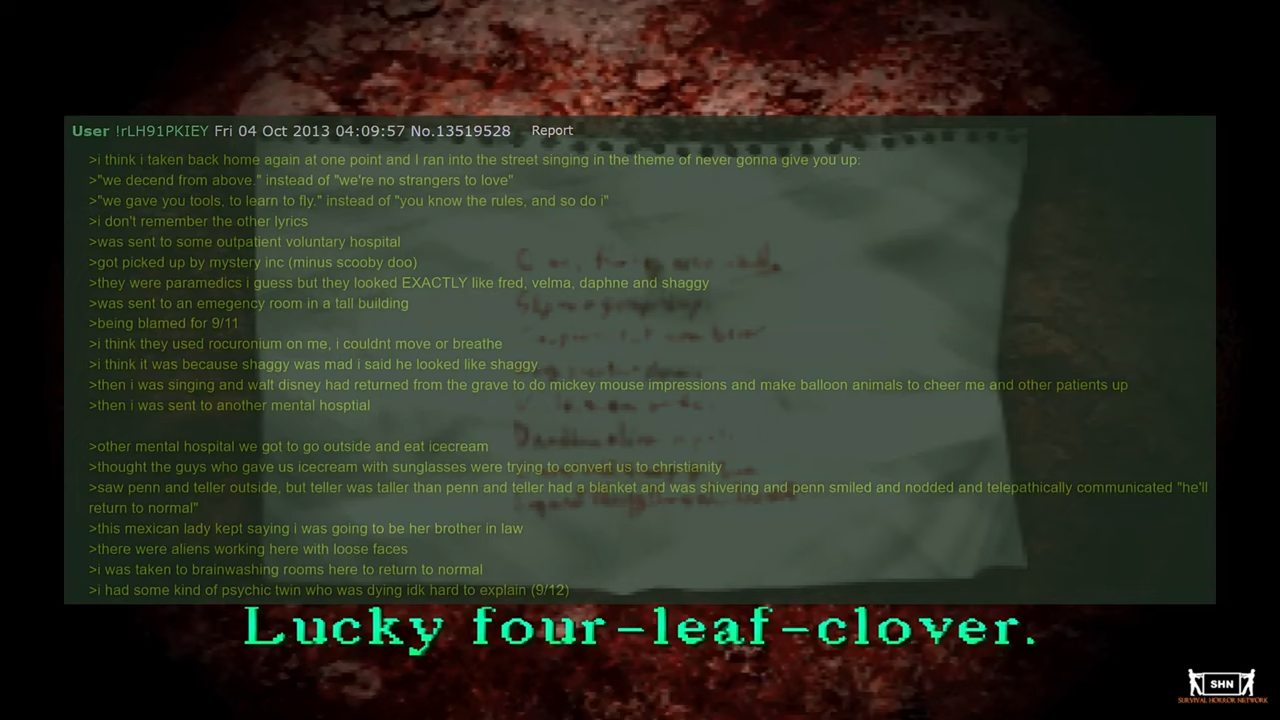 User !rLH91PKIEY Fri 04 Oct 2013 04:09:57 No.13519528 Report
>i think i taken back home again at one point and I ran into the street singing in the theme of never gonna give you up:
>"we decend from above." instead of "we're no strangers to love"
>"we gave you tools, to learn to fly." instead of "you know the rules, and so do i"
>i don't remember the other lyrics
>was sent to some outpatient voluntary hospital
>got picked up by mystery inc (minus scooby doo)
>they were paramedics i guess but they looked EXACTLY like fred, velma, daphne and shaggy
>was sent to an emegency room in a tall building
>being blamed for 9/11
>i think they used rocuronium on me, i couldnt move or breathe
>i think it was because shaggy was mad i said he looked like shaggy
>then i was singing and walt disney had returned from the grave to do mickey mouse impressions and make balloon animals to cheer me and other patients up
>then i was sent to another mental hosptial
>other mental hospital we got to go outside and eat icecream
>thought the guys who gave us icecream with sunglasses were trying to convert us to christianity
>saw penn and teller outside, but teller was taller than penn and teller had a blanket and was shivering and penn smiled and nodded and telepathically communicated "he'll
return to normal"
>this mexican lady kept saying i was going to be her brother in law
>there were aliens working here with loose faces
>i was taken to brainwashing rooms here to return to normal
>i had some kind of psychic twin who was dying idk hard to explain (9/12)
Lucky four-leaf-clover.
SHN
SURVIVAL HORROR NETWORK